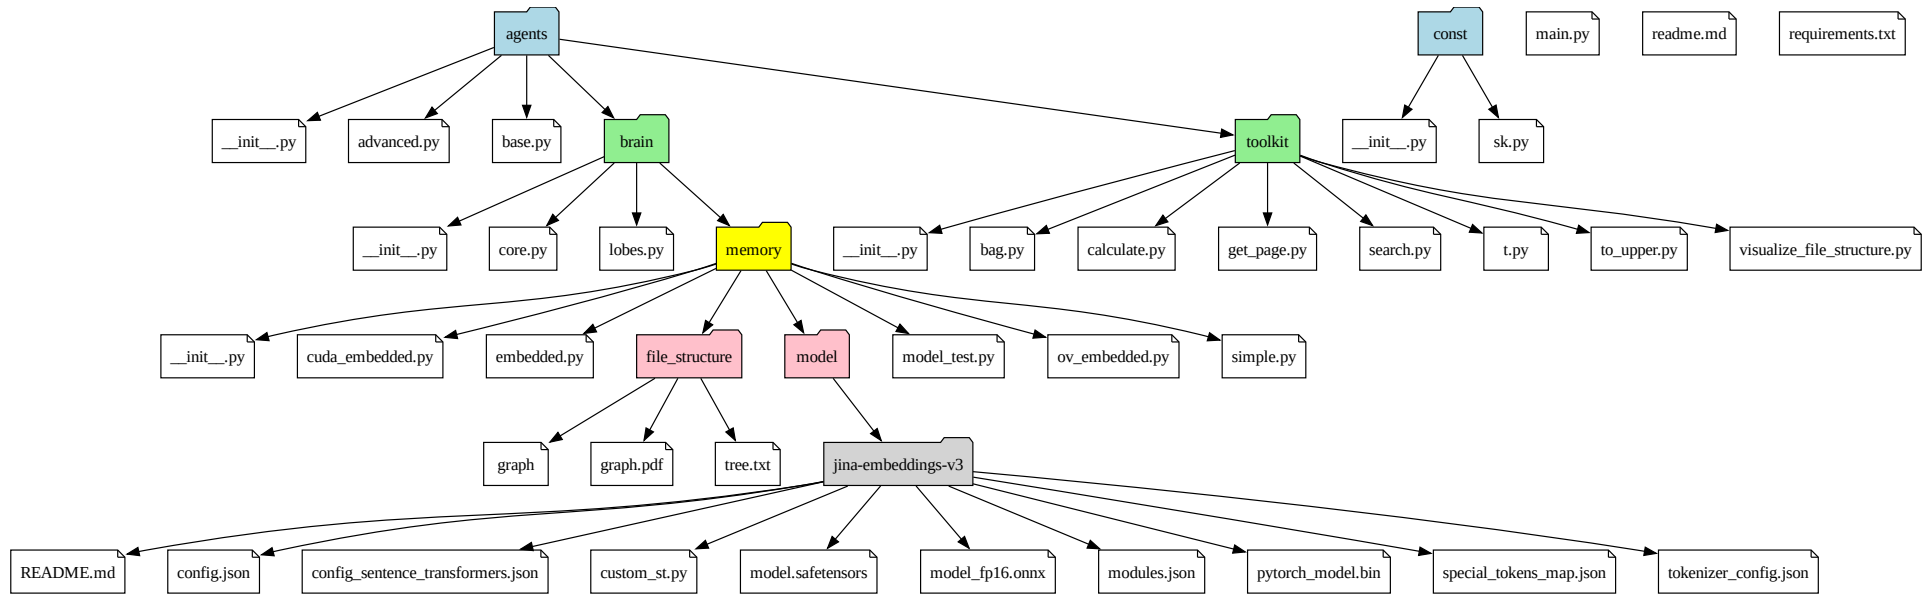 agents
const
main.py
readme.md
requirements.txt
__init__.py
advanced.py
base.py
brain
toolkit
__init__.py
sk.py
__init__.py
core.py
lobes.py
memory
__init__.py
bag.py
calculate.py
get_page.py
search.py
t.py
to_upper.py
visualize_file_structure.py
__init__.py
cuda_embedded.py
embedded.py
file_structure
model
model_test.py
ov_embedded.py
simple.py
graph
graph.pdf
tree.txt
jina-embeddings-v3
README.md
config.json
config_sentence_transformers.json
custom_st.py
model.safetensors
model_fp16.onnx
modules.json
pytorch_model.bin
special_tokens_map.json
tokenizer_config.json